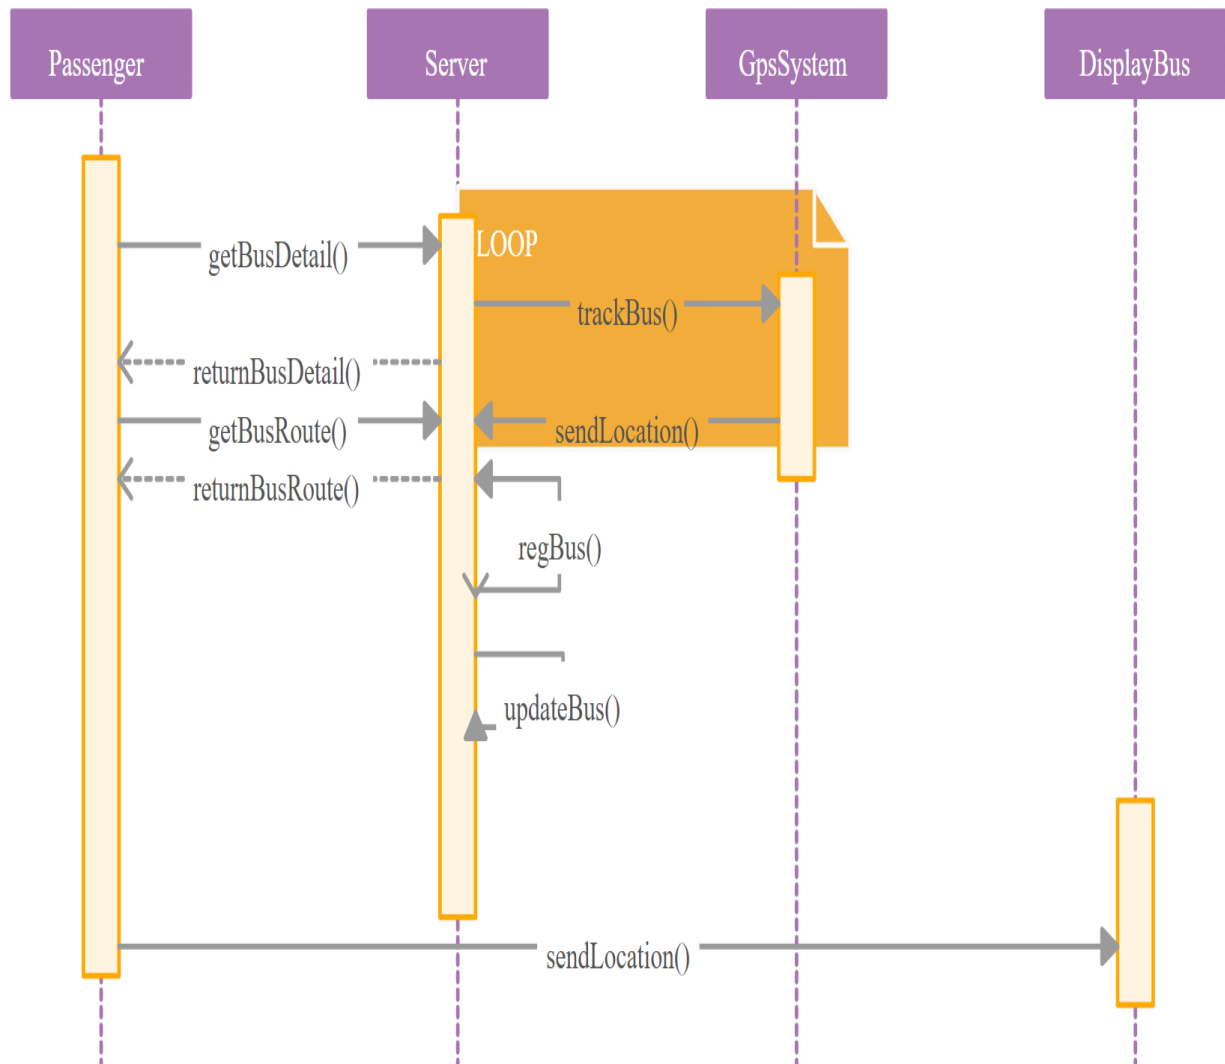 Passenger
Server
GpsSystem
DisplayBus
LOOP
getBusDetail()
trackBus()
returnBusDetail()
getBusRoute()
sendLocation()
returnBusRoute()
regBus()
updateBus()
sendLocation()